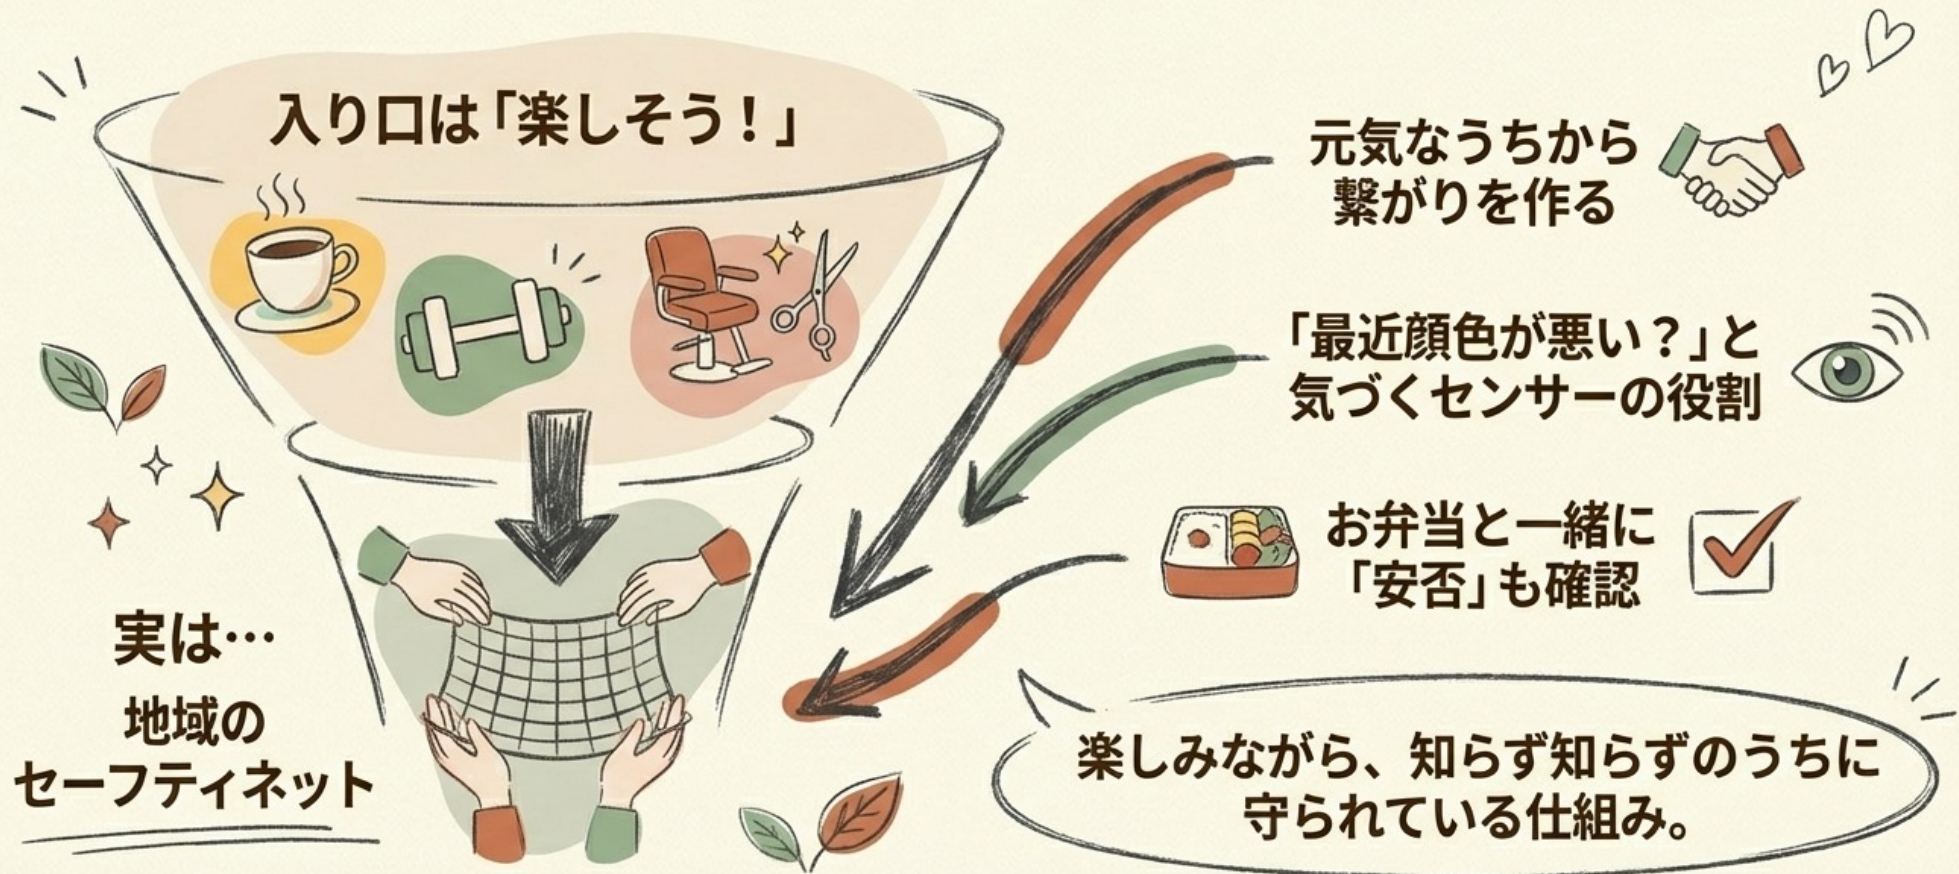 入り口は「楽しそう！」
元気なうちから
繋がりを作る
「最近顔色が悪い？」と
気づくセンサーの役割
お弁当と一緒に
「安否」も確認
実は…
地域の
セーフティネット
楽しみながら、知らず知らずのうちに
守られている仕組み。